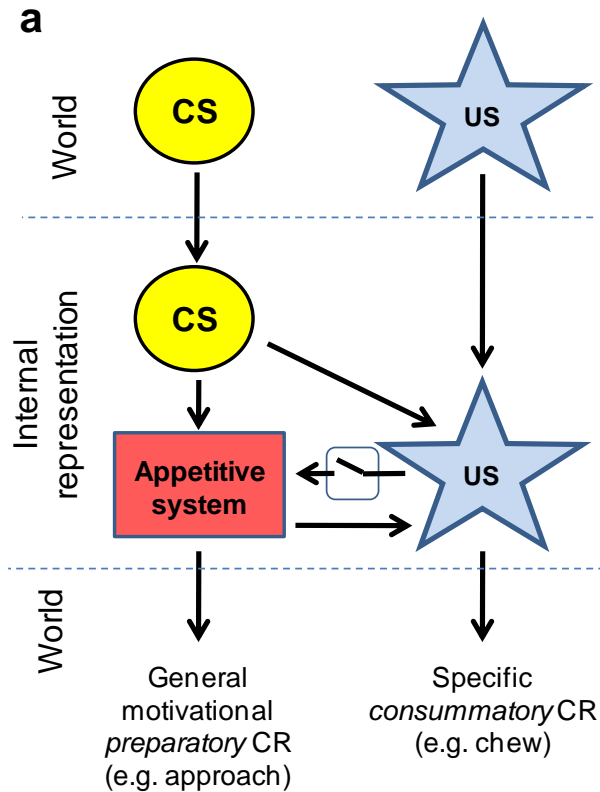 a
World
CS
US
Internal
representation
CS
Appetitive
system
US
World
General
motivational
preparatory CR
(e.g. approach)
Specific
consummatory CR
(e.g. chew)